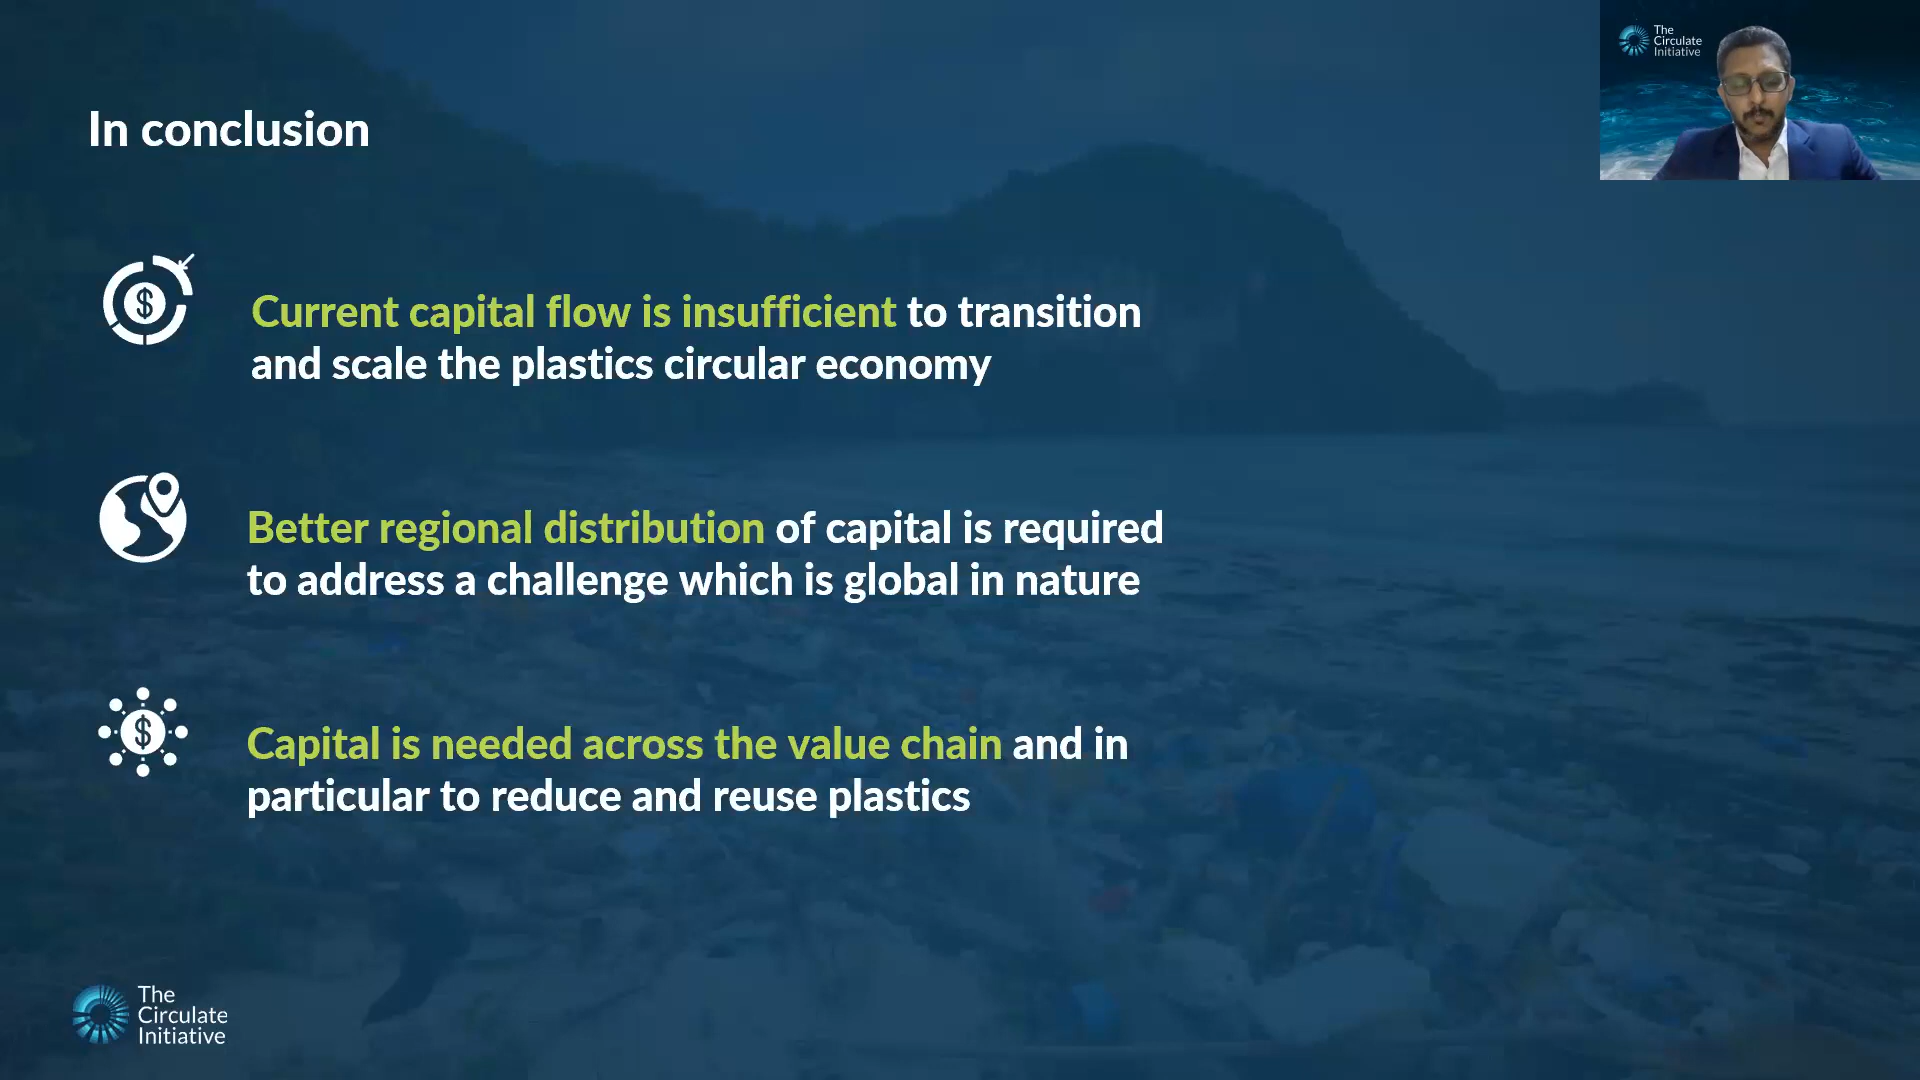 The
Circulate
Initiative
In conclusion
$
Current capital flow is insufficient to transition
and scale the plastics circular economy
Better regional distribution of capital is required
to address a challenge which is global in nature
$
Capital is needed across the value chain and in
particular to reduce and reuse plastics
The
Circulate
Initiative